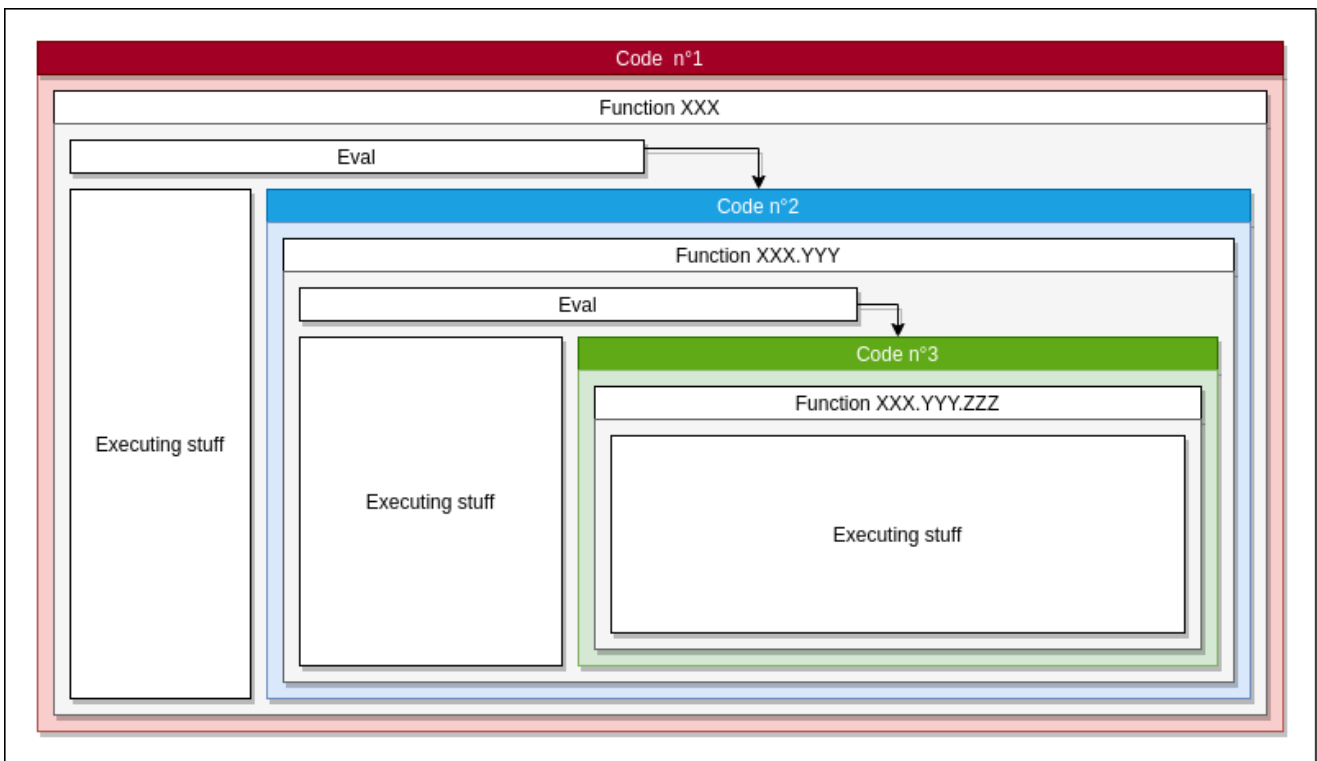 Code n°1
Function XXX
Eval
Code n°2
Function XXX.YYY
Eval
Code n°3
Function XXX.YYY.ZZZ
Executing stuff
Executing stuff
Executing stuff